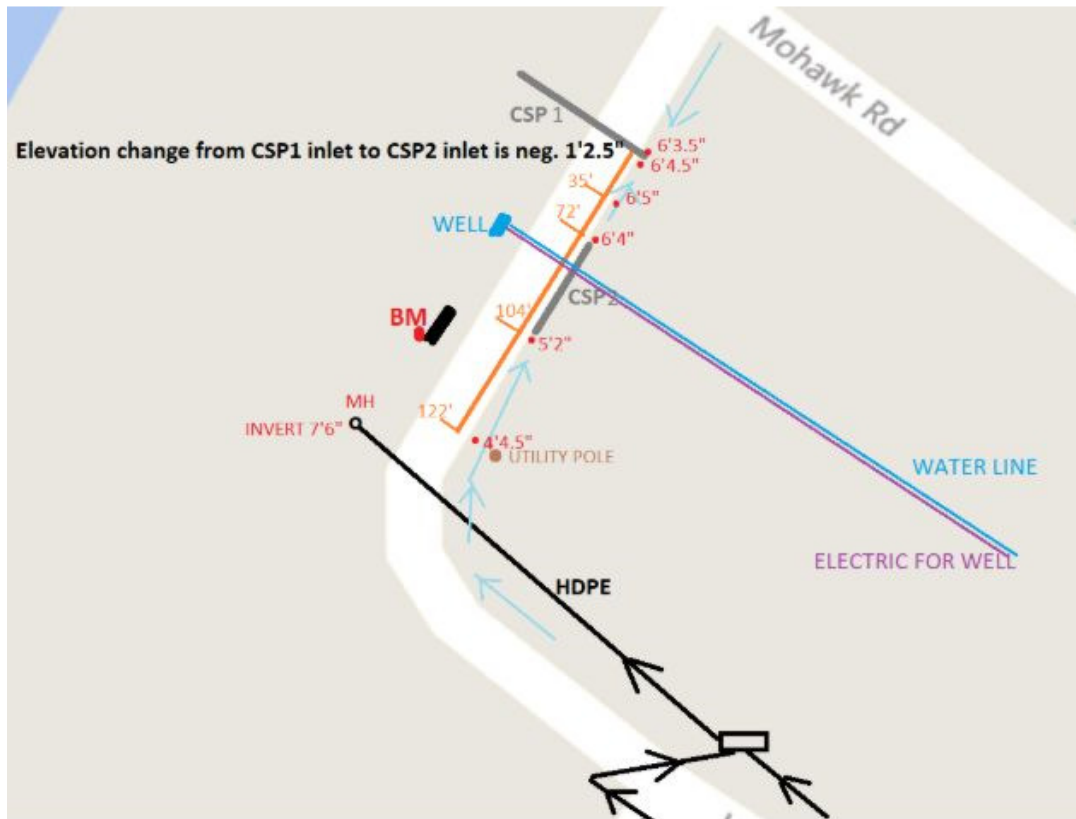 Mohawk Rd
CSP 1
Elevation change from CSP1 inlet to CSP2 inlet is neg. 1'2.5"
6'3.5"
6'4.5"
35'
6'5"
72'
WELL
6'4"
CSP2
104'
BM
5'2"
122'
MH
INVERT 7'6"
4'4.5"
UTILITY POLE
WATER LINE
ELECTRIC FOR WELL
HDPE